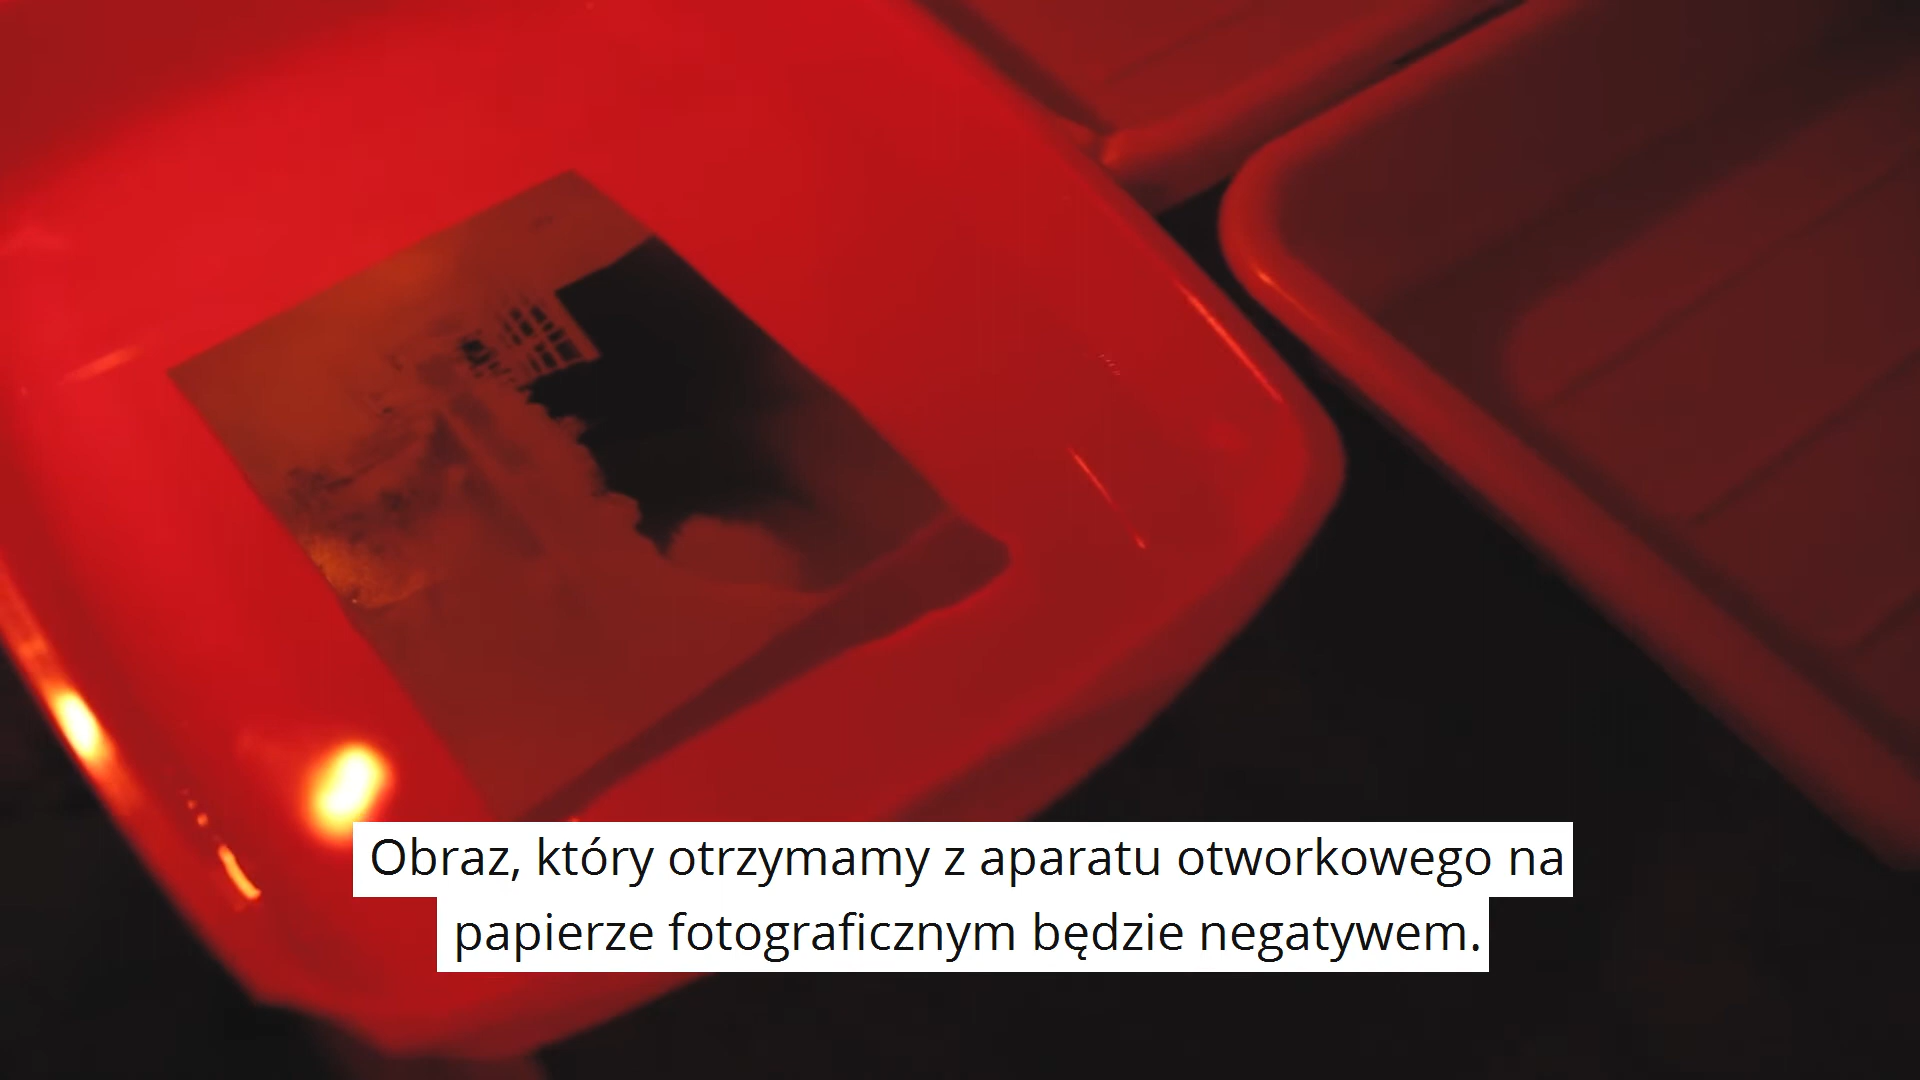 Obraz, który otrzymamy z aparatu otworkowego na
papierze fotograficznym będzie negatywem.